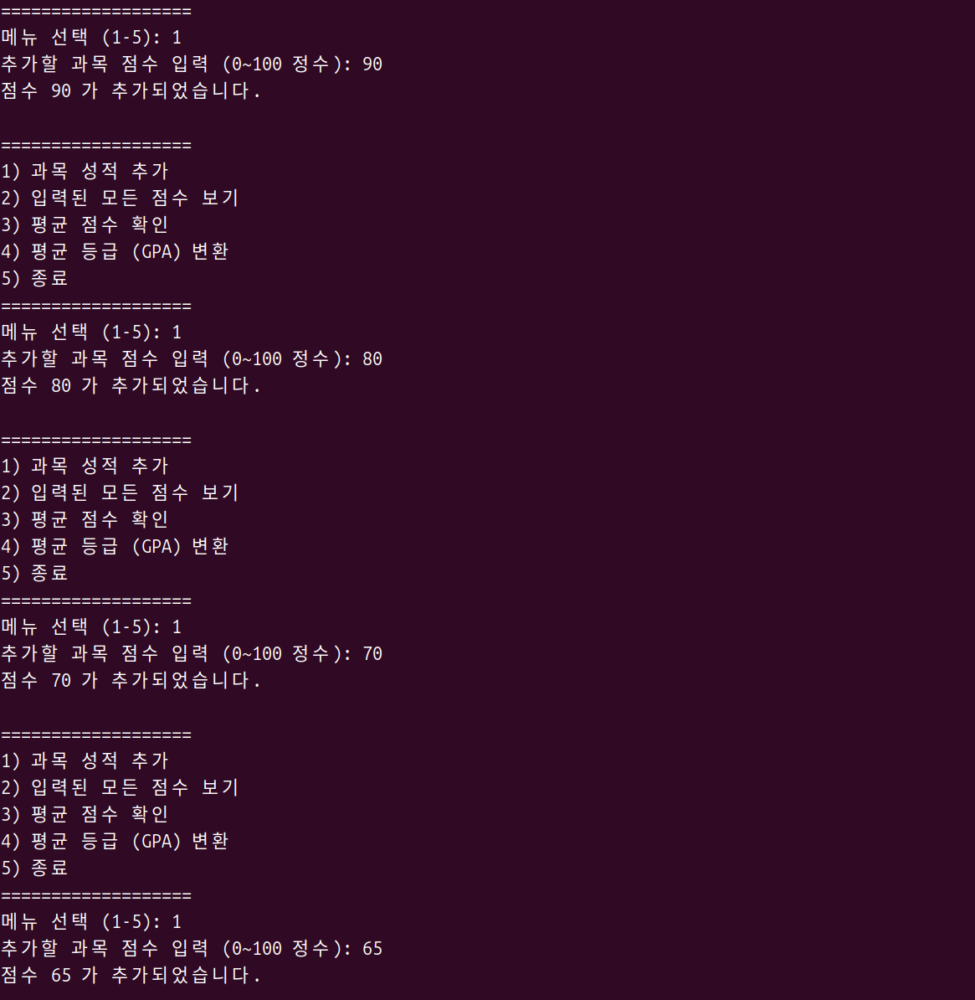 ===================
메뉴 선택 (1-5): 1
추가할 과목 점수 입력 (0~100 정수): 90
점수 90 가 추가되었습니다.
===================
1) 과목 성적 추가
2) 입력된 모든 점수 보기
3) 평균 점수 확인
4) 평균 등급 (GPA) 변환
5) 종료
===================
메뉴 선택 (1-5): 1
추가할 과목 점수 입력 (0~100 정수): 80
점수 80 가 추가되었습니다.
===================
1) 과목 성적 추가
2) 입력된 모든 점수 보기
3) 평균 점수 확인
4) 평균 등급 (GPA) 변환
5) 종료
===================
메뉴 선택 (1-5): 1
추가할 과목 점수 입력 (0~100 정수): 70
점수 70 가 추가되었습니다.
===================
1) 과목 성적 추가
2) 입력된 모든 점수 보기
3) 평균 점수 확인
4) 평균 등급 (GPA) 변환
5) 종료
===================
메뉴 선택 (1-5): 1
추가할 과목 점수 입력 (0~100 정수): 65
점수 65 가 추가되었습니다.